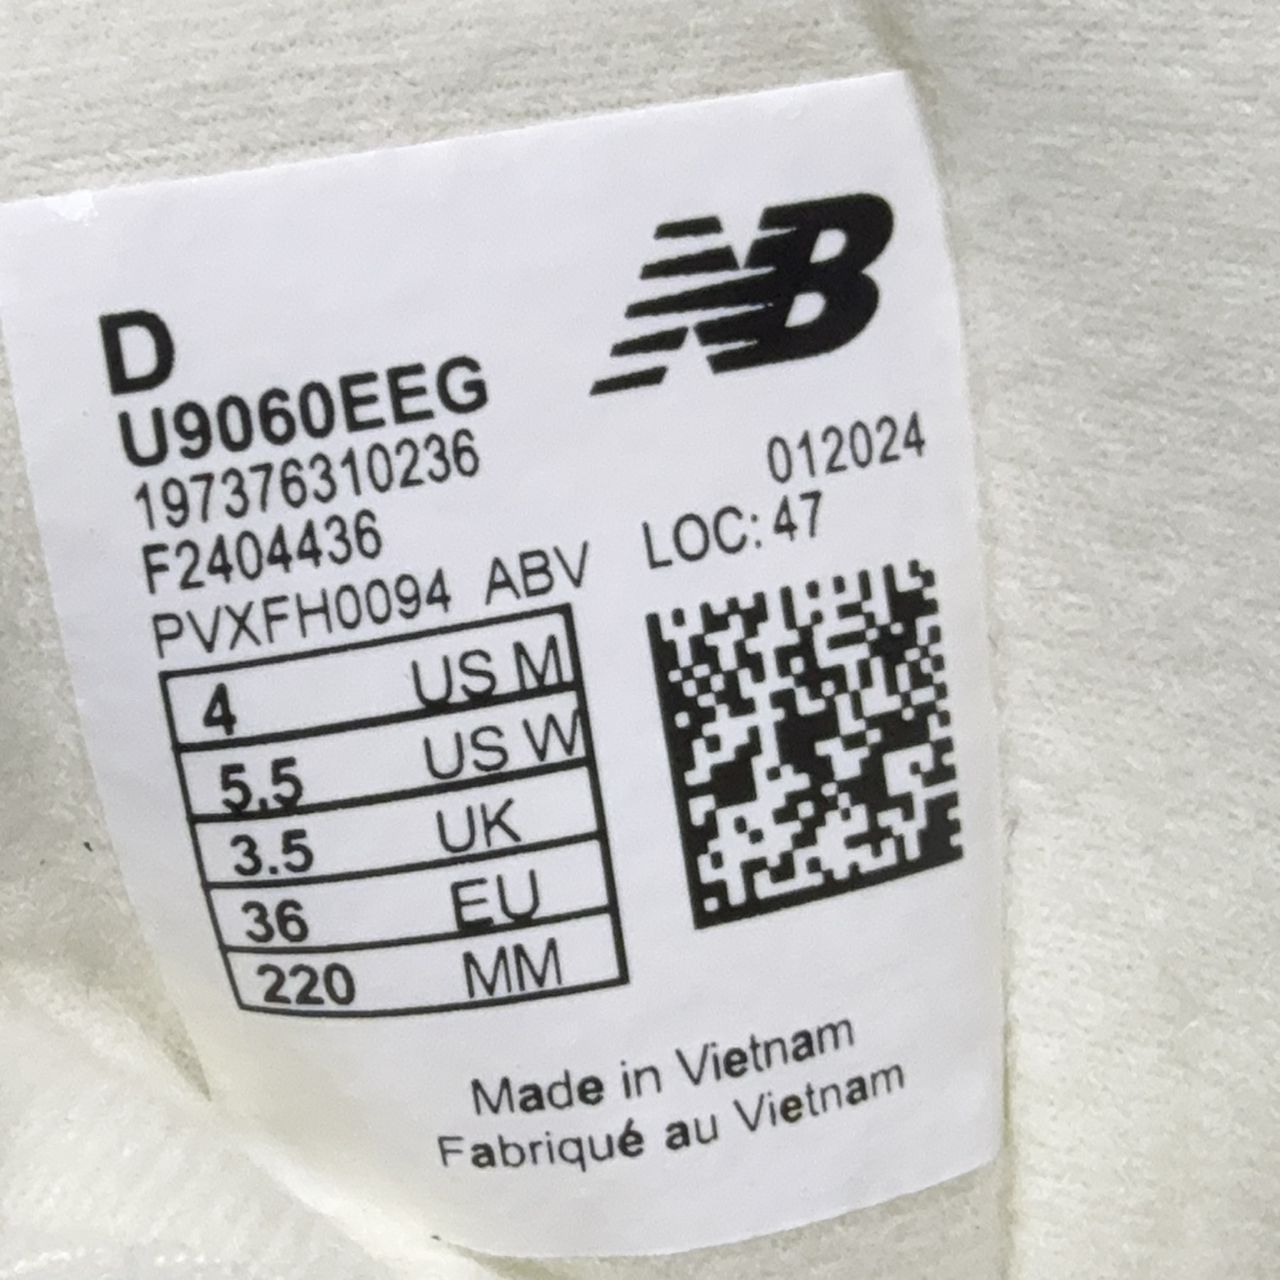 NB
D
U9060EEG
197376310236
012024
F2404436
LOC: 47
PVXFH0094 ABV
4 US M
5.5 US W
3.5 UK
36 EU
220 MM
Made in Vietnam
Fabriqué au Vietnam